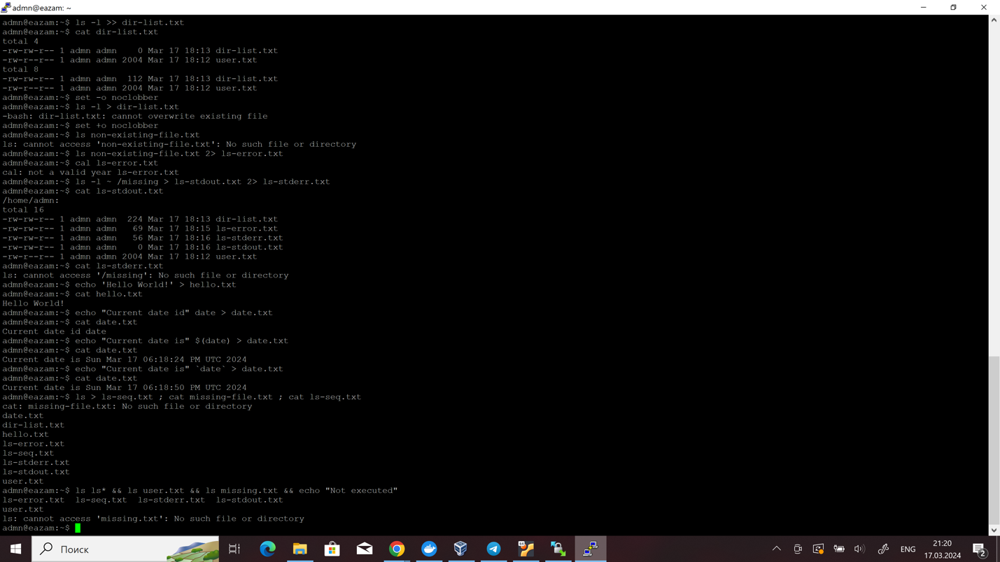 admn@eazam: ~
admn@eazam:~$ ls -l >> dir-list.txt
admn@eazam:~$ cat dir-list.txt
total 4
-rw-rw-r-- 1 admn admn    0 Mar 17 18:13 dir-list.txt
-rw-r--r-- 1 admn admn 2004 Mar 17 18:12 user.txt
total 8
-rw-rw-r-- 1 admn admn  112 Mar 17 18:13 dir-list.txt
-rw-r--r-- 1 admn admn 2004 Mar 17 18:12 user.txt
admn@eazam:~$ set -o noclobber
admn@eazam:~$ ls -l > dir-list.txt
-bash: dir-list.txt: cannot overwrite existing file
admn@eazam:~$ set +o noclobber
admn@eazam:~$ ls non-existing-file.txt
ls: cannot access 'non-existing-file.txt': No such file or directory
admn@eazam:~$ ls non-existing-file.txt 2> ls-error.txt
admn@eazam:~$ cal ls-error.txt
cal: not a valid year ls-error.txt
admn@eazam:~$ ls -l ~ /missing > ls-stdout.txt 2> ls-stderr.txt
admn@eazam:~$ cat ls-stdout.txt
/home/admn:
total 16
-rw-rw-r-- 1 admn admn  224 Mar 17 18:13 dir-list.txt
-rw-rw-r-- 1 admn admn   69 Mar 17 18:15 ls-error.txt
-rw-rw-r-- 1 admn admn   56 Mar 17 18:16 ls-stderr.txt
-rw-rw-r-- 1 admn admn    0 Mar 17 18:16 ls-stdout.txt
-rw-r--r-- 1 admn admn 2004 Mar 17 18:12 user.txt
admn@eazam:~$ cat ls-stderr.txt
ls: cannot access '/missing': No such file or directory
admn@eazam:~$ echo 'Hello World!' > hello.txt
admn@eazam:~$ cat hello.txt
Hello World!
admn@eazam:~$ echo "Current date id" date > date.txt
admn@eazam:~$ cat date.txt
Current date id date
admn@eazam:~$ echo "Current date is" $(date) > date.txt
admn@eazam:~$ cat date.txt
Current date is Sun Mar 17 06:18:24 PM UTC 2024
admn@eazam:~$ echo "Current date is" `date` > date.txt
admn@eazam:~$ cat date.txt
Current date is Sun Mar 17 06:18:50 PM UTC 2024
admn@eazam:~$ ls > ls-seq.txt ; cat missing-file.txt ; cat ls-seq.txt
cat: missing-file.txt: No such file or directory
date.txt
dir-list.txt
hello.txt
ls-error.txt
ls-seq.txt
ls-stderr.txt
ls-stdout.txt
user.txt
admn@eazam:~$ ls ls* && ls user.txt && ls missing.txt && echo "Not executed"
ls-error.txt  ls-seq.txt  ls-stderr.txt  ls-stdout.txt
user.txt
ls: cannot access 'missing.txt': No such file or directory
admn@eazam:~$
Поиск
64
ENG
21:20
17.03.2024
2